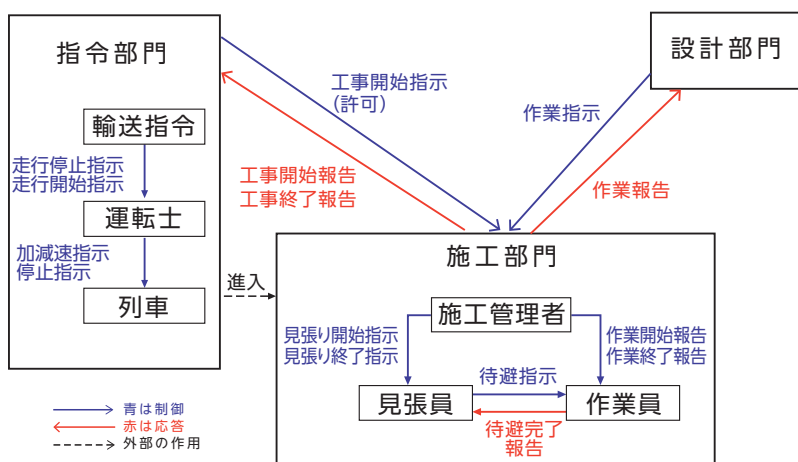 指令部門
輸送指令
走行停止指示
走行開始指示
運転士
加減速指示
停止指示
列車
工事開始指示
(許可)
工事開始報告
工事終了報告
設計部門
作業指示
作業報告
進入
施工部門
施工管理者
見張り開始指示
見張り終了指示
作業開始報告
作業終了報告
見張員
待避指示
作業員
待避完了
報告
青は制御
赤は応答
外部の作用